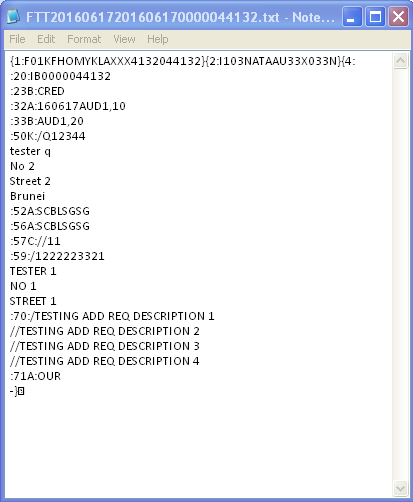 FTT20160617201606170000044132.txt - Note...
File Edit Format View Help
{1:F01KFHOMYKLAXXX4132044132}{2:I103NATAAU33X033N}{4:
:20:IB0000044132
:23B:CRED
:32A:160617AUD1,10
:33B:AUD1,20
:50K:/Q12344
tester q
No 2
Street 2
Brunei
:52A:SCBLSGSG
:56A:SCBLSGSG
:57C://11
:59:/1222223321
TESTER 1
NO 1
STREET 1
:70:/TESTING ADD REQ DESCRIPTION 1
//TESTING ADD REQ DESCRIPTION 2
//TESTING ADD REQ DESCRIPTION 3
//TESTING ADD REQ DESCRIPTION 4
:71A:OUR
-}